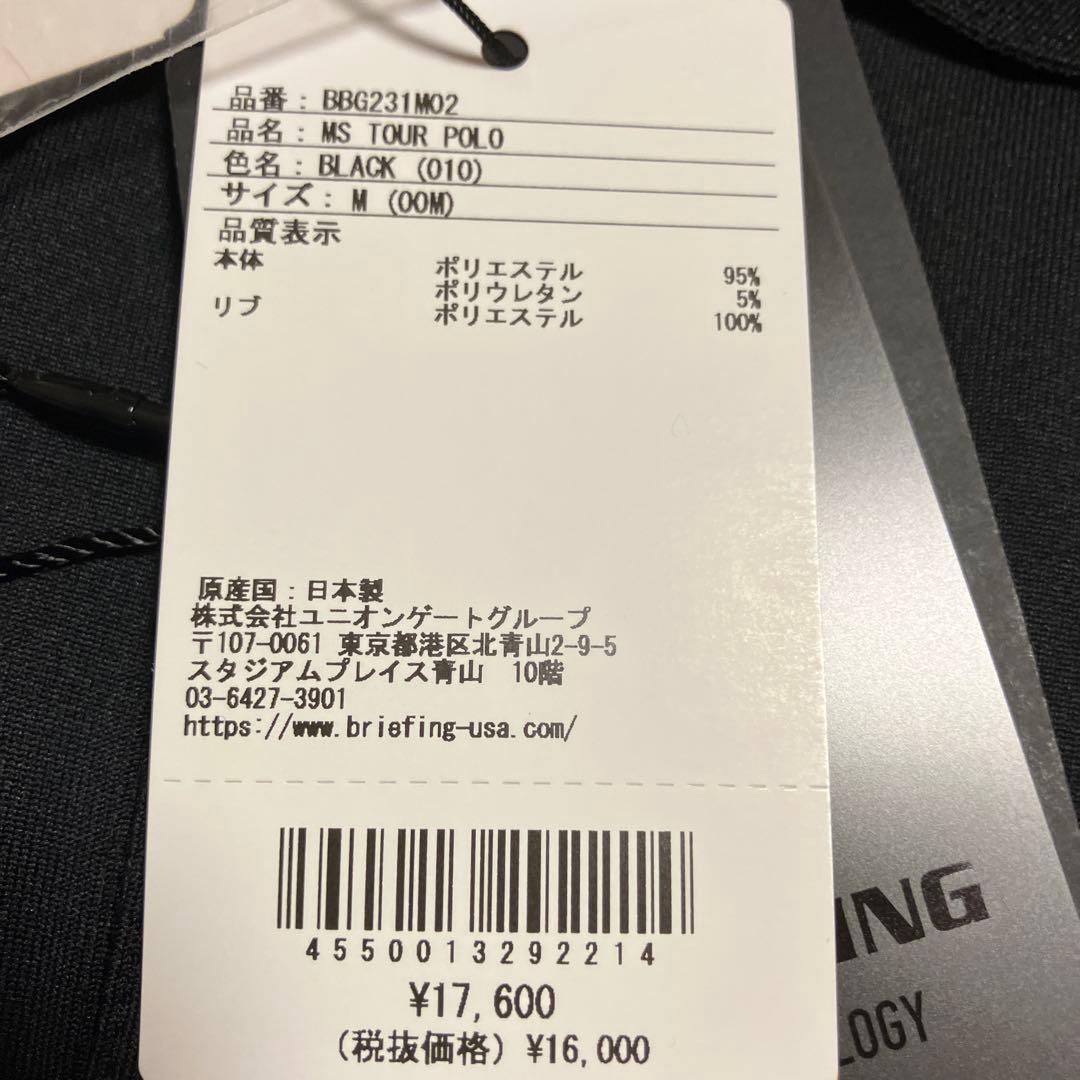 品番：BBG231M02
品名：MS TOUR POLO
色名：BLACK (010)
サイズ：M (00M)
品質表示
本体 ポリエステル 95%
ポリウレタン 5%
リブ ポリエステル 100%
原産国：日本製
株式会社ユニオンゲートグループ
〒107-0061 東京都港区北青山2-9-5
スタジアムプレイス青山 10階
03-6427-3901
https://www.briefing-usa.com/
4550013292214
¥17,600
(税抜価格) ¥16,000
ING
LOGY